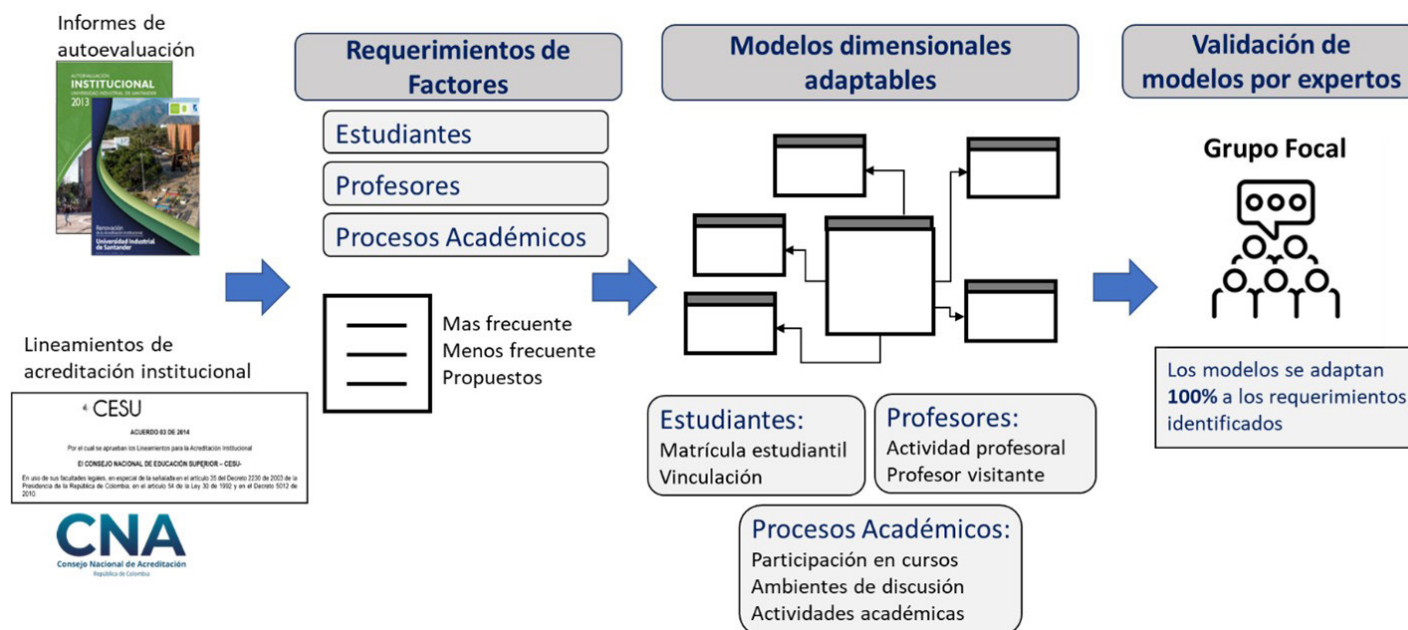 Informes de
autoevaluación
AUTOEVALUACIÓN
INSTITUCIONAL
UNIVERSIDAD INDUSTRIAL DE SANTANDER
2013
Renovación
Universidad Industrial
de Santander
Lineamientos de
acreditación institucional
CESU
ACUERDO 03 DE 2014
Por el cual se aprueban los Lineamientos para la Acreditación Institucional
El CONSEJO NACIONAL DE EDUCACIÓN SUPERIOR – CESU-
En uso de sus facultades legales, en especial de la señalada en el artículo 35 del Decreto 2230 de 2003 de la
Presidencia de la República de Colombia, en el artículo 54 de la Ley 30 de 1992 y en el Decreto 5012 de
2010.
CNA
Consejo Nacional de Acreditación
República de Colombia
Requerimientos de
Factores
Estudiantes
Profesores
Procesos Académicos
Mas frecuente
Menos frecuente
Propuestos
Modelos dimensionales
adaptables
Estudiantes:
Matrícula estudiantil
Vinculación
Profesores:
Actividad profesoral
Profesor visitante
Procesos Académicos:
Participación en cursos
Ambientes de discusión
Actividades académicas
Validación de
modelos por expertos
Grupo Focal
Los modelos se adaptan
100% a los requerimientos
identificados